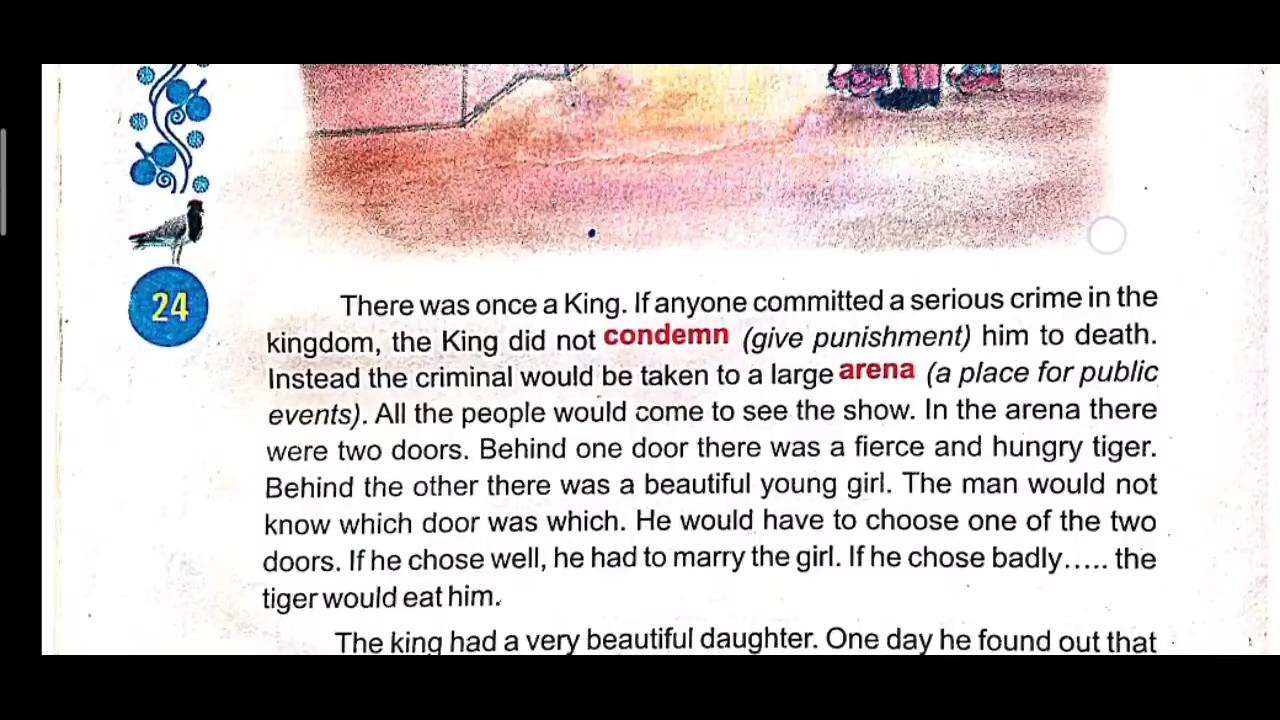 24
There was once a King. If anyone committed a serious crime in the
kingdom, the King did not condemn (give punishment) him to death.
Instead the criminal would be taken to a large arena (a place for public
events). All the people would come to see the show. In the arena there
were two doors. Behind one door there was a fierce and hungry tiger.
Behind the other there was a beautiful young girl. The man would not
know which door was which. He would have to choose one of the two
doors. If he chose well, he had to marry the girl. If he chose badly..... the
tiger would eat him.
The king had a very beautiful daughter. One day he found out that